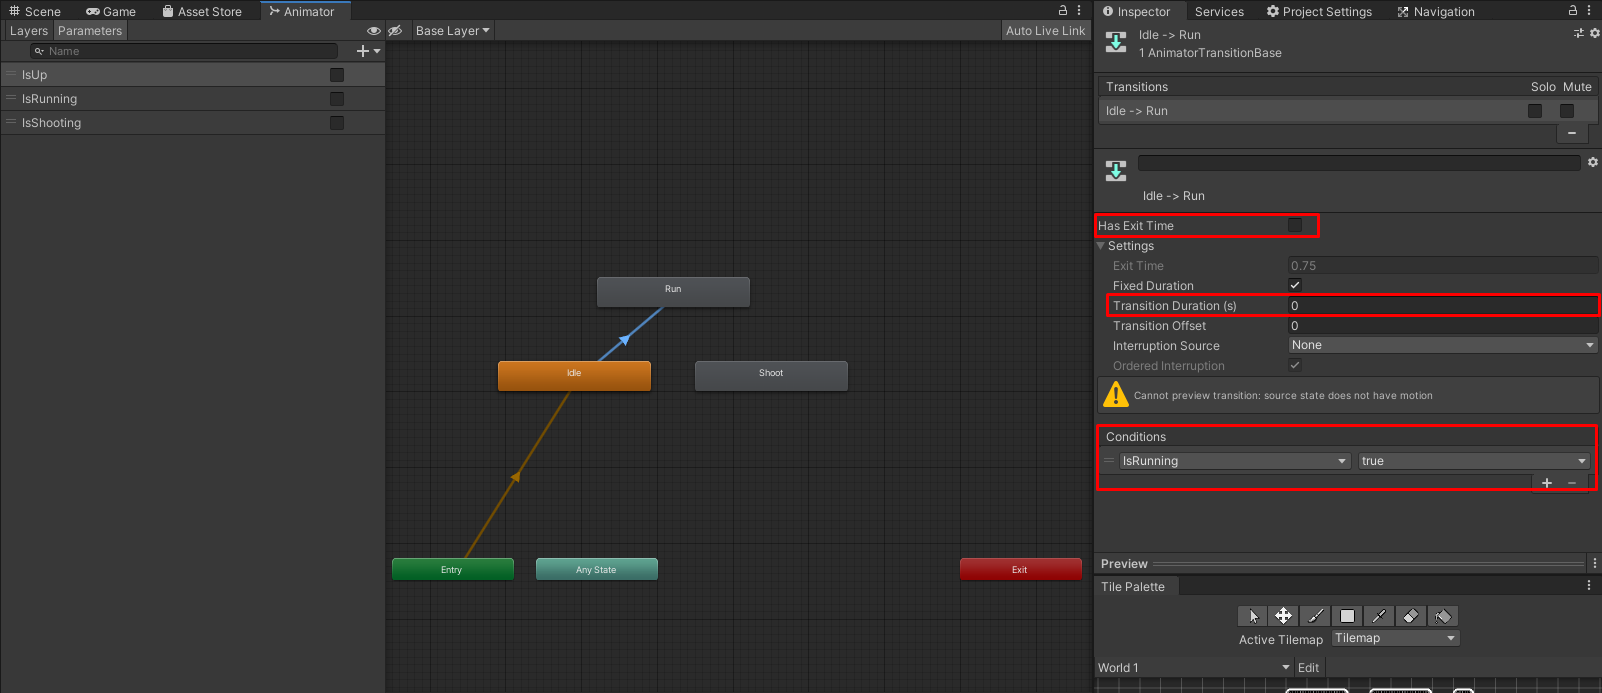 Scene Game Asset Store Animator
Layers Parameters Base Layer Auto Live Link
Name
IsUp
IsRunning
IsShooting
Run
Idle
Shoot
Entry
Any State
Exit
Inspector Services Project Settings Navigation
Idle -> Run
1 AnimatorTransitionBase
Transitions Solo Mute
Idle -> Run
Idle -> Run
Has Exit Time
Settings
Exit Time 0.75
Fixed Duration
Transition Duration (s) 0
Transition Offset 0
Interruption Source None
Ordered Interruption
Cannot preview transition: source state does not have motion
Conditions
IsRunning true
Preview
Tile Palette
Active Tilemap Tilemap
World 1 Edit